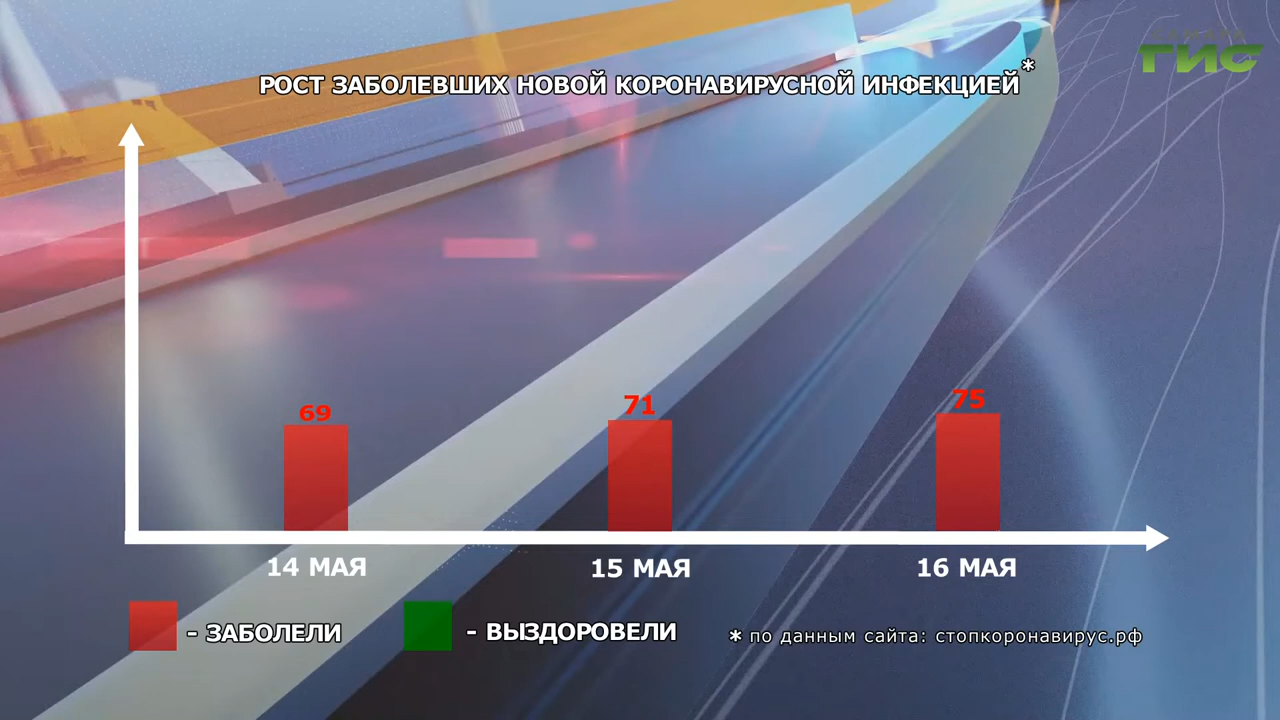 РОСТ ЗАБОЛЕВШИХ НОВОЙ КОРОНАВИРУСНОЙ ИНФЕКЦИЕЙ*
САМАРА
ГИС
69
71
75
14 МАЯ
15 МАЯ
16 МАЯ
- ЗАБОЛЕЛИ
- ВЫЗДОРОВЕЛИ
* по данным сайта: стопкоронавирус.рф